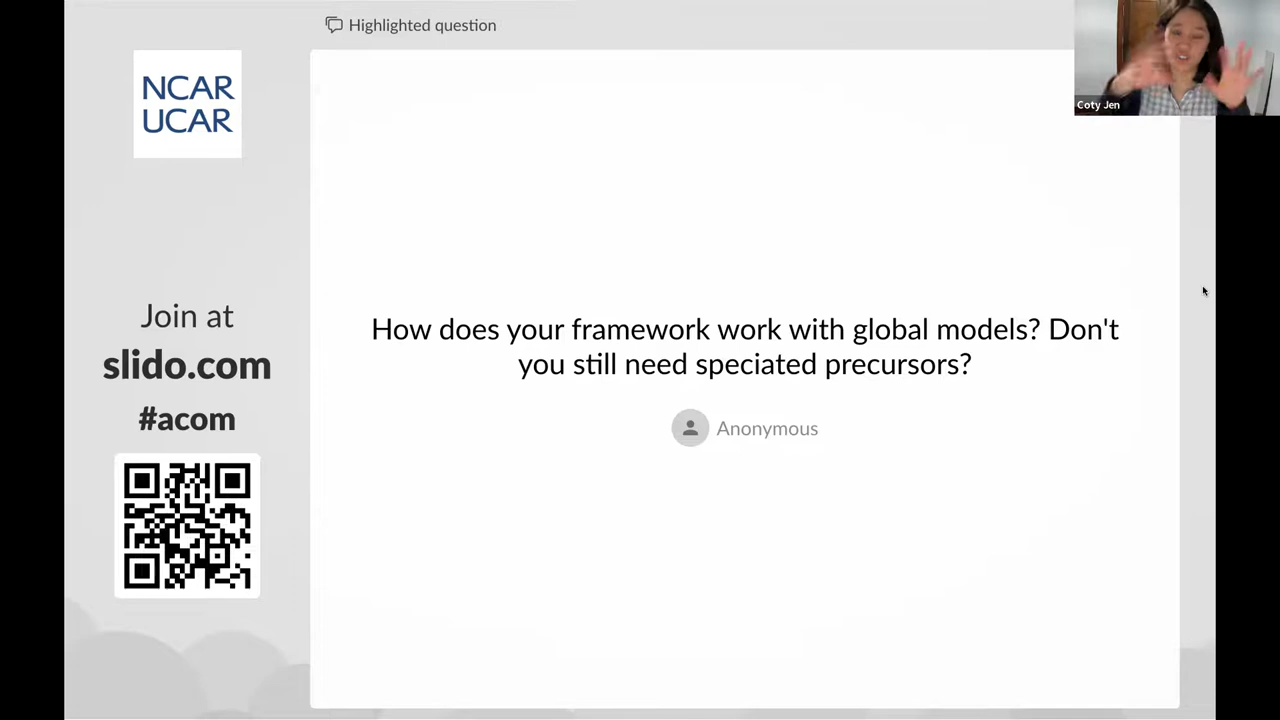 Highlighted question
NCAR
UCAR
Coty Jen
Join at
slido.com
#acom
How does your framework work with global models? Don't
you still need speciated precursors?
Anonymous